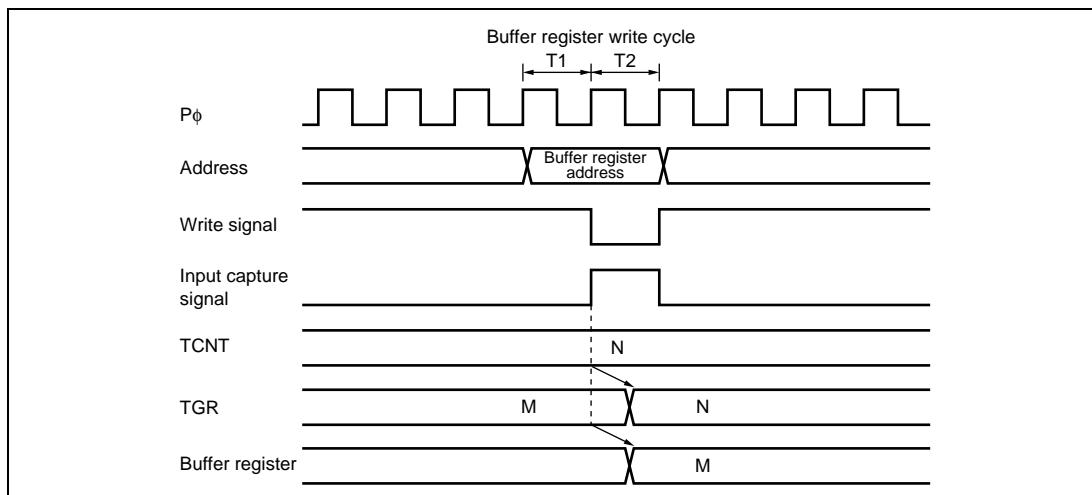 Buffer register write cycle
T1 T2
Pϕ
Address
Buffer register
address
Write signal
Input capture
signal
TCNT
N
TGR
M N
Buffer register
M